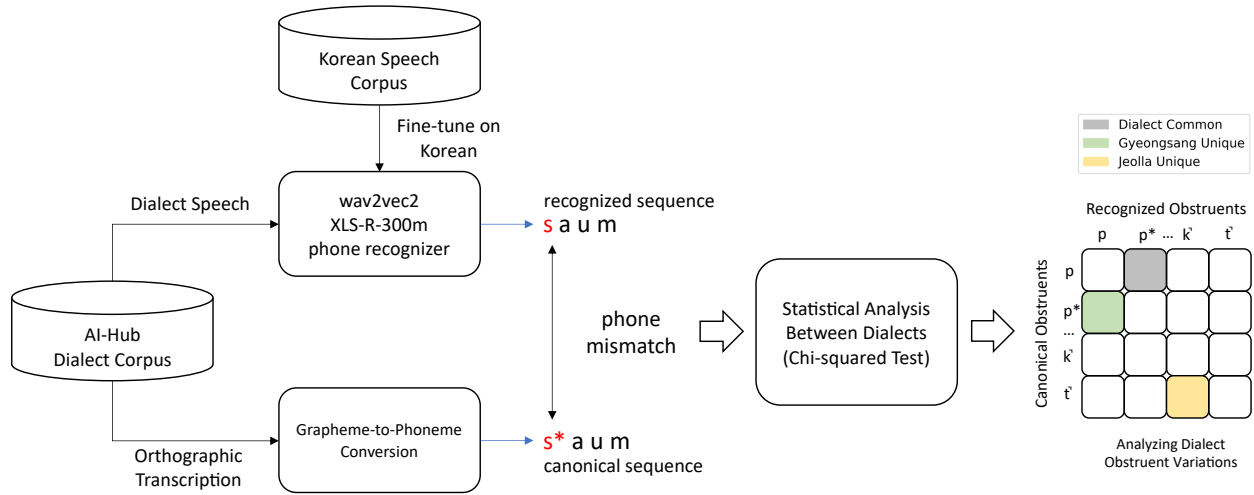 Korean Speech
Corpus
Fine-tune on
Korean
Dialect Speech
wav2vec2
XLS-R-300m
phone recognizer
recognized sequence
s a u m
AI-Hub
Dialect Corpus
phone
mismatch
Statistical Analysis
Between Dialects
(Chi-squared Test)
Orthographic
Transcription
Grapheme-to-Phoneme
Conversion
s* a u m
canonical sequence
Dialect Common
Gyeongsang Unique
Jeolla Unique
Recognized Obstruents
p p* ... k̚ t̚
Canonical Obstruents
p
p*
...
k̚
t̚
Analyzing Dialect
Obstruent Variations